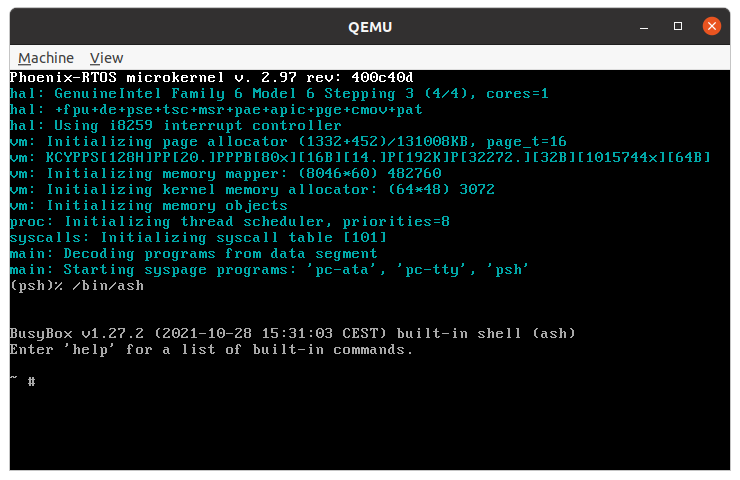 QEMU
Machine View
Phoenix-RTOS microkernel v. 2.97 rev: 400c40d
hal: GenuineIntel Family 6 Model 6 Stepping 3 (4/4), cores=1
hal: +fpu+de+pse+tsc+msr+pae+apic+pge+cmov+pat
hal: Using i8259 interrupt controller
vm: Initializing page allocator (1332+452)/131008KB, page_t=16
vm: KCYPPS[128H]PP[20.]PPPB[80x][16B][14.]P[192K]P[32272.][32B][1015744x][64B]
vm: Initializing memory mapper: (8046*60) 482760
vm: Initializing kernel memory allocator: (64*48) 3072
vm: Initializing memory objects
proc: Initializing thread scheduler, priorities=8
syscalls: Initializing syscall table [101]
main: Decoding programs from data segment
main: Starting syspage programs: 'pc-ata', 'pc-tty', 'psh'
(psh)% /bin/ash
BusyBox v1.27.2 (2021-10-28 15:31:03 CEST) built-in shell (ash)
Enter 'help' for a list of built-in commands.
~ #